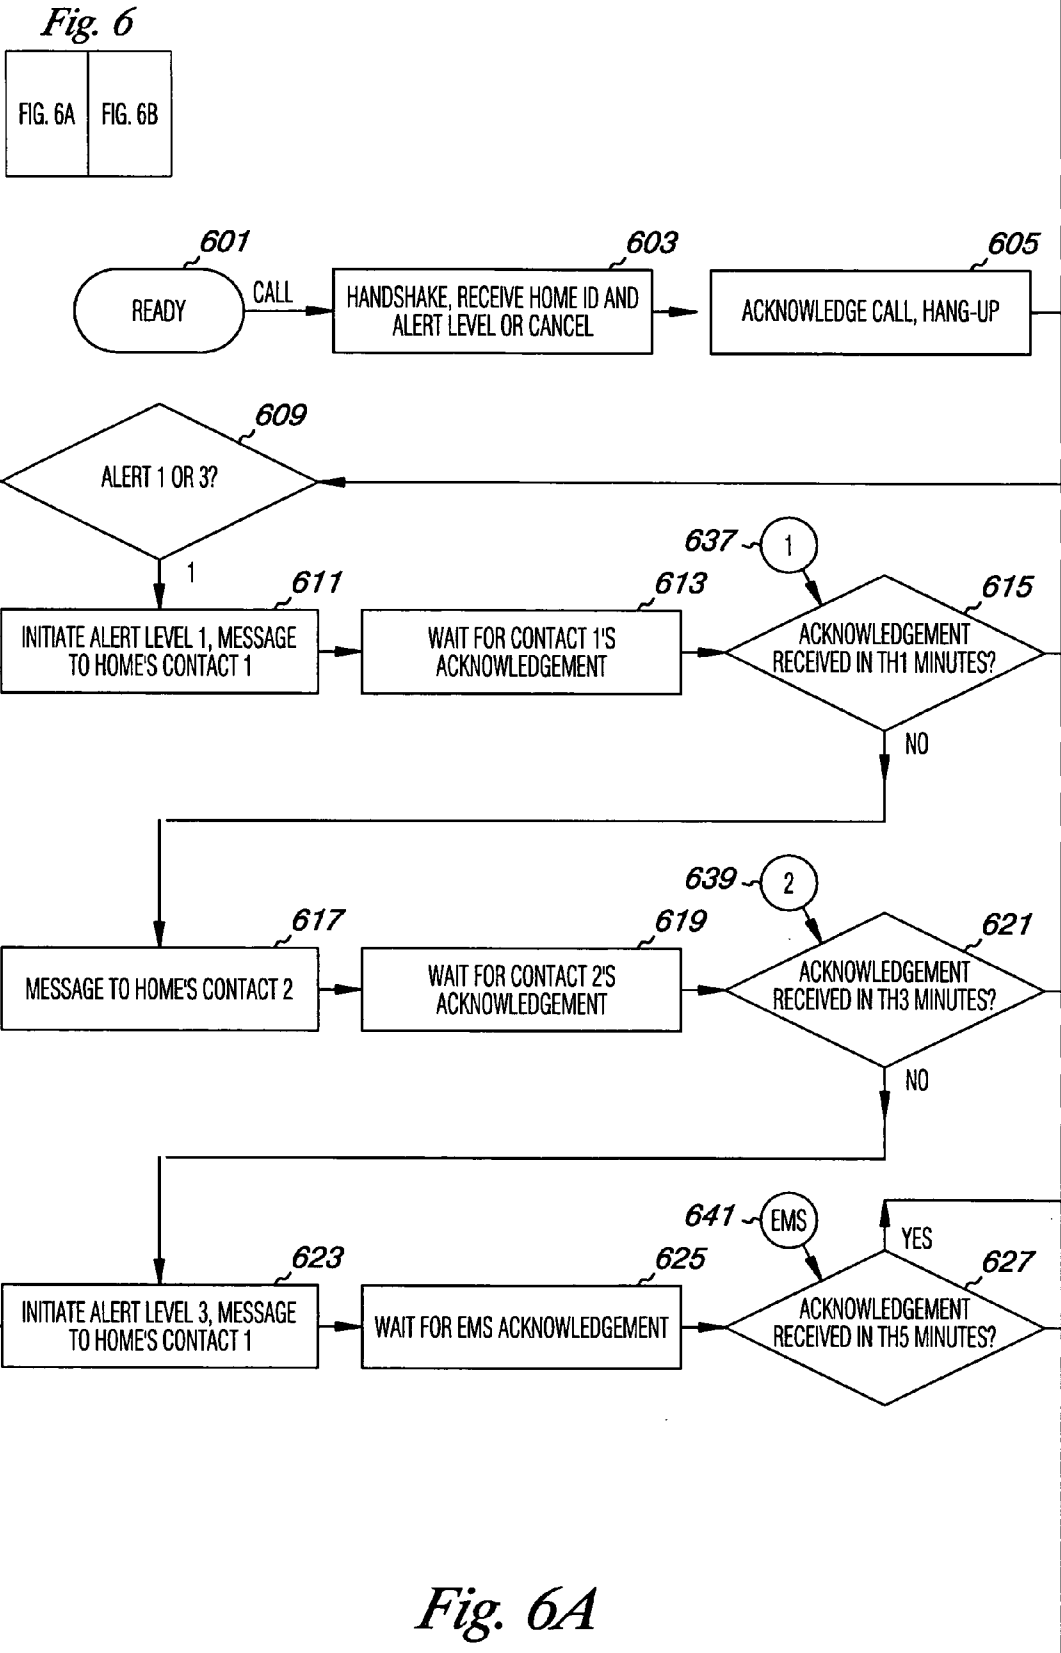 Fig. 6
FIG. 6A
FIG. 6B
601
READY
CALL
603
HANDSHAKE, RECEIVE HOME ID AND
ALERT LEVEL OR CANCEL
605
ACKNOWLEDGE CALL, HANG-UP
609
ALERT 1 OR 3?
1
611
INITIATE ALERT LEVEL 1, MESSAGE
TO HOME'S CONTACT 1
613
WAIT FOR CONTACT 1'S
ACKNOWLEDGEMENT
637
1
615
ACKNOWLEDGEMENT
RECEIVED IN TH1 MINUTES?
NO
617
MESSAGE TO HOME'S CONTACT 2
619
WAIT FOR CONTACT 2'S
ACKNOWLEDGEMENT
639
2
621
ACKNOWLEDGEMENT
RECEIVED IN TH3 MINUTES?
NO
623
INITIATE ALERT LEVEL 3, MESSAGE
TO HOME'S CONTACT 1
625
WAIT FOR EMS ACKNOWLEDGEMENT
641
EMS
YES
627
ACKNOWLEDGEMENT
RECEIVED IN TH5 MINUTES?
Fig. 6A